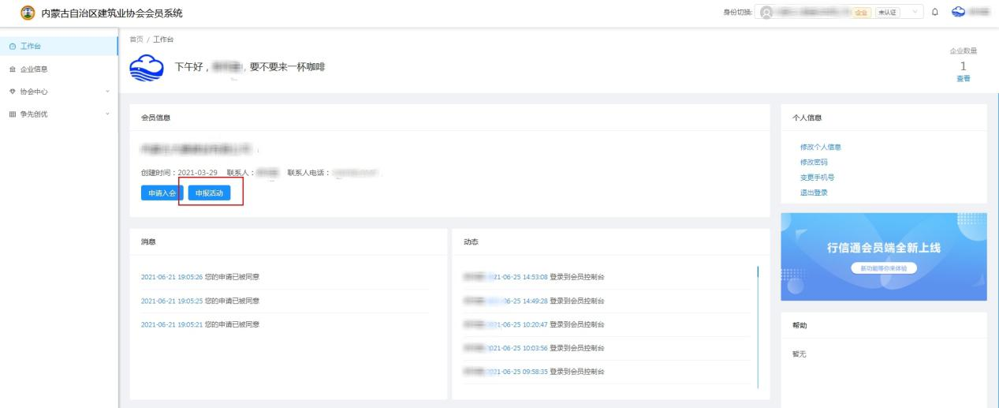 内蒙古自治区建筑业协会会员系统
身份切换:
企业
未认证
工作台
企业信息
协会中心
争先创优
首页 / 工作台
下午好，
，要不要来一杯咖啡
企业数量
1
查看
会员信息
创建时间：2021-03-29 联系人： 联系人电话：
申请入会
申报活动
个人信息
修改个人信息
修改密码
变更手机号
退出登录
行信通会员端全新上线
新功能等你来体验
消息
2021-06-21 19:05:26 您的申请已被同意
2021-06-21 19:05:25 您的申请已被同意
2021-06-21 19:05:21 您的申请已被同意
动态
21-06-25 14:53:08 登录到会员控制台
06-25 14:49:28 登录到会员控制台
21-06-25 10:20:47 登录到会员控制台
2021-06-25 10:03:56 登录到会员控制台
2021-06-25 09:58:35 登录到会员控制台
帮助
暂无